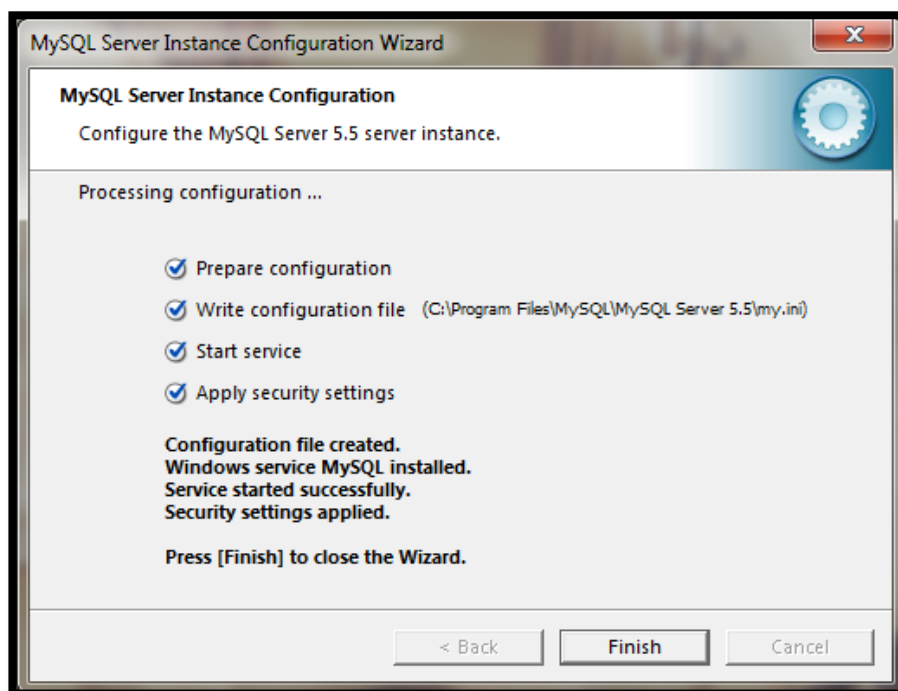 MySQL Server Instance Configuration Wizard
MySQL Server Instance Configuration
Configure the MySQL Server 5.5 server instance.
Processing configuration ...
Prepare configuration
Write configuration file (C:\Program Files\MySQL\MySQL Server 5.5\my.ini)
Start service
Apply security settings
Configuration file created.
Windows service MySQL installed.
Service started successfully.
Security settings applied.
Press [Finish] to close the Wizard.
< Back Finish Cancel